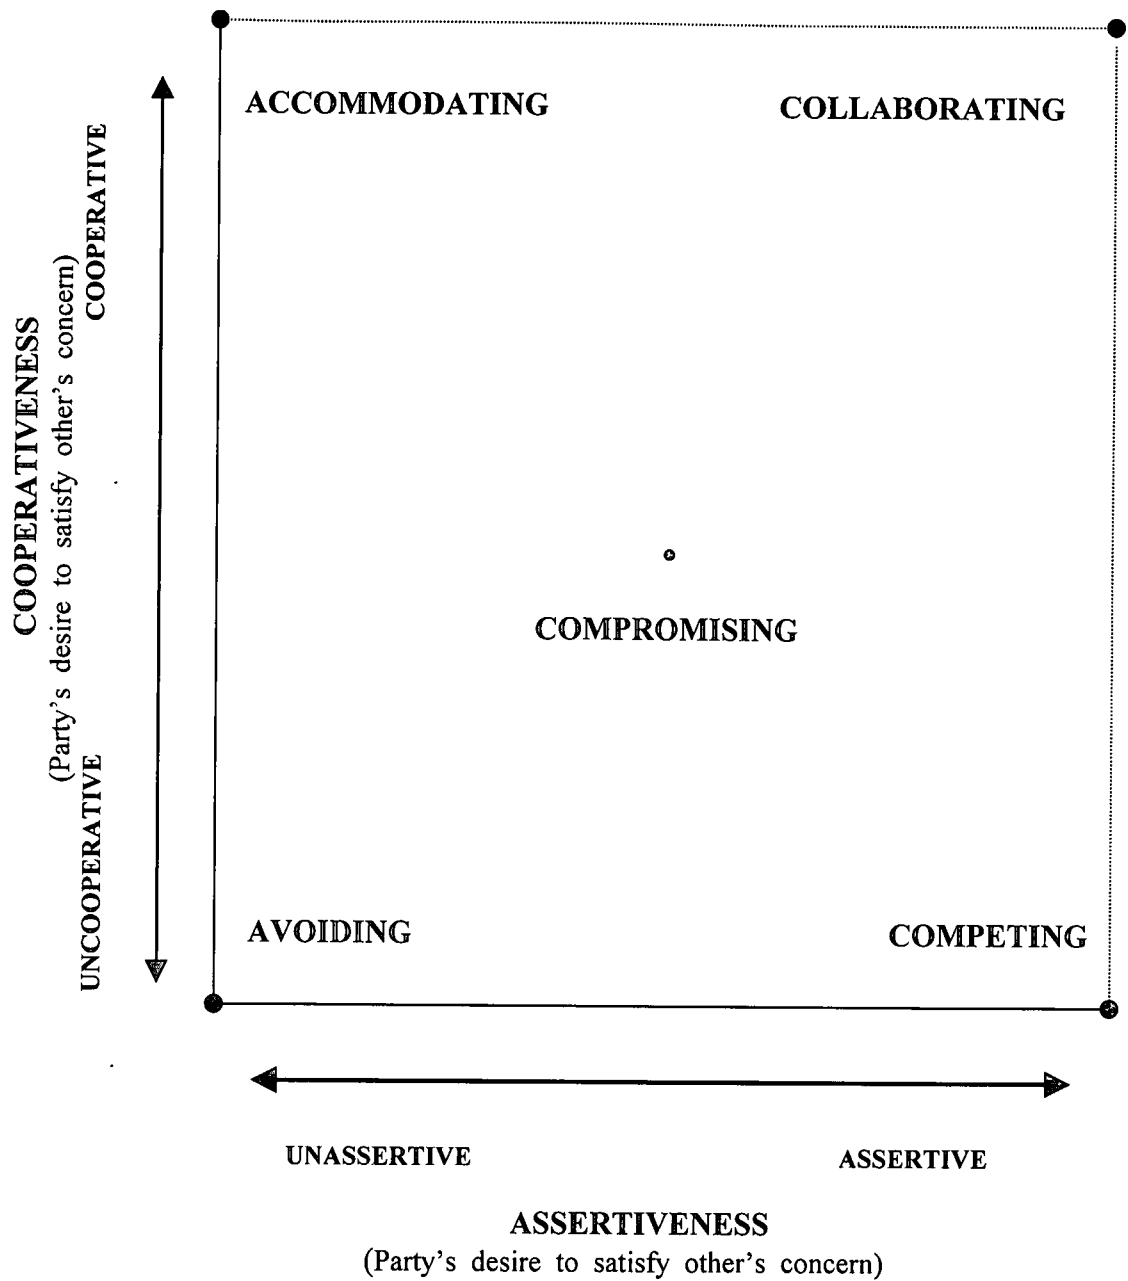 ACCOMMODATING
COLLABORATING
COOPERATIVE
COOPERATIVENESS
(Party's desire to satisfy other's concern)
UNCOOPERATIVE
COMPROMISING
AVOIDING
COMPETING
UNASSERTIVE
ASSERTIVE
ASSERTIVENESS
(Party's desire to satisfy other's concern)